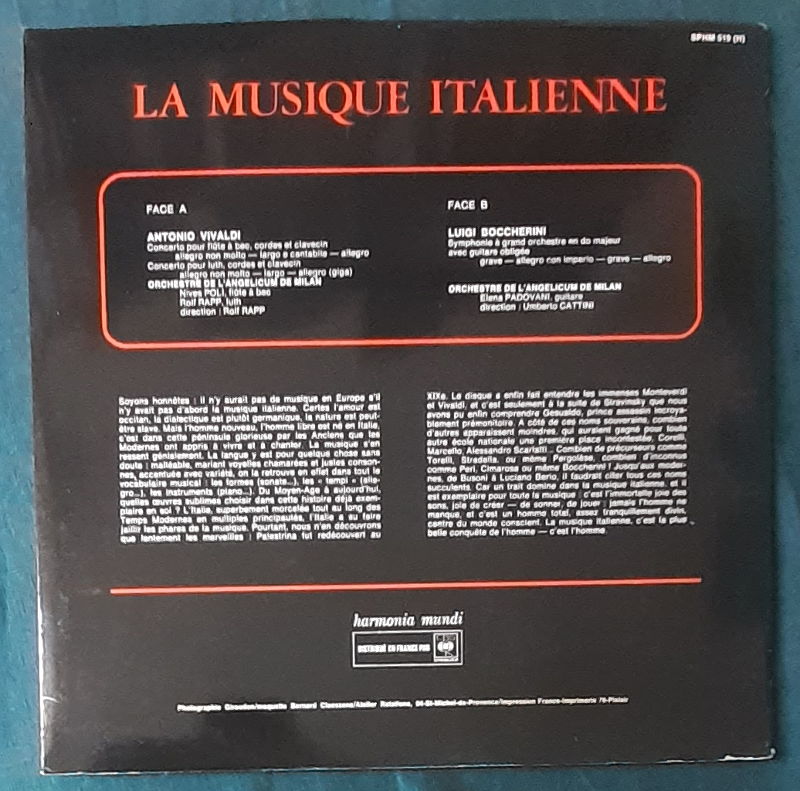 SPHM 519 (H)
LA MUSIQUE ITALIENNE
FACE A
ANTONIO VIVALDI
Concerto pour flûte à bec, cordes et clavecin
allegro non molto — largo e cantabile — allegro
Concerto pour luth, cordes et clavecin
allegro non molto — largo — allegro (giga)
ORCHESTRE DE L'ANGELICUM DE MILAN
Nives POLI, flûte à bec
Rolf RAPP, luth
direction : Rolf RAPP
FACE B
LUIGI BOCCHERINI
Symphonie à grand orchestre en do majeur
avec guitare obligée
grave — allegro con imperio — grave — allegro
ORCHESTRE DE L'ANGELICUM DE MILAN
Elena PADOVANI, guitare
direction : Umberto CATTINI
Soyons honnêtes : il n'y aurait pas de musique en Europe s'il
n'y avait pas d'abord la musique italienne. Certes l'amour est
occitan, la dialectique est plutôt germanique, la nature est peut-
être slave. Mais l'homme nouveau, l'homme libre est né en Italie,
c'est dans cette péninsule glorieuse par les Anciens que les
Modernes ont appris à vivre et à chanter. La musique s'en
ressent génialement. La langue y est pour quelque chose sans
doute : malléable, mariant voyelles chamarées et justes conson-
nes, accentuée avec variété, on la retrouve en effet dans tout le
vocabulaire musical : les formes (sonate...), les « tempi » (alle-
gro...), les instruments (piano...). Du Moyen-Age à aujourd'hui,
quelles œuvres sublimes choisir dans cette histoire déjà exem-
plaire en soi ? L'Italie, superbement morcelée tout au long des
Temps Modernes en multiples principautés, l'Italie a su faire
jaillir les phares de la musique. Pourtant, nous n'en découvrons
que lentement les merveilles : Palestrina fut redécouvert au
XIXe. Le disque a enfin fait entendre les immenses Monteverdi
et Vivaldi, et c'est seulement à la suite de Stravinsky que nous
avons pu enfin comprendre Gesualdo, prince assassin incroya-
blement prémonitoire. A côté de ces noms souverains, combien
d'autres apparaissent moindres, qui auraient gagné pour toute
autre école nationale une première place incontestée, Corelli,
Marcello, Alessandro Scarlatti... Combien de précurseurs comme
Torelli, Stradella, ou même Pergolèse, combien d'inconnus
comme Peri, Cimarosa ou même Boccherini ! Jusqu'aux moder-
nes, de Busoni à Luciano Berio, il faudrait citer tous ces noms
succulents. Car un trait domine dans la musique italienne, et il
est exemplaire pour toute la musique : c'est l'immortelle joie des
sons, joie de créer — de sonner, de jouer : jamais l'homme ne
manque, et c'est un homme total, assez tranquillement divin,
centre du monde conscient. La musique italienne, c'est la plus
belle conquête de l'homme — c'est l'homme.
harmonia mundi
DISTRIBUÉ EN FRANCE PAR
CBS
Photographie Giraudon/maquette Bernard Claessens/Atelier Relations, 04-St-Michel-de-Provence/Impression France-Imprimerie 78-Plaisir